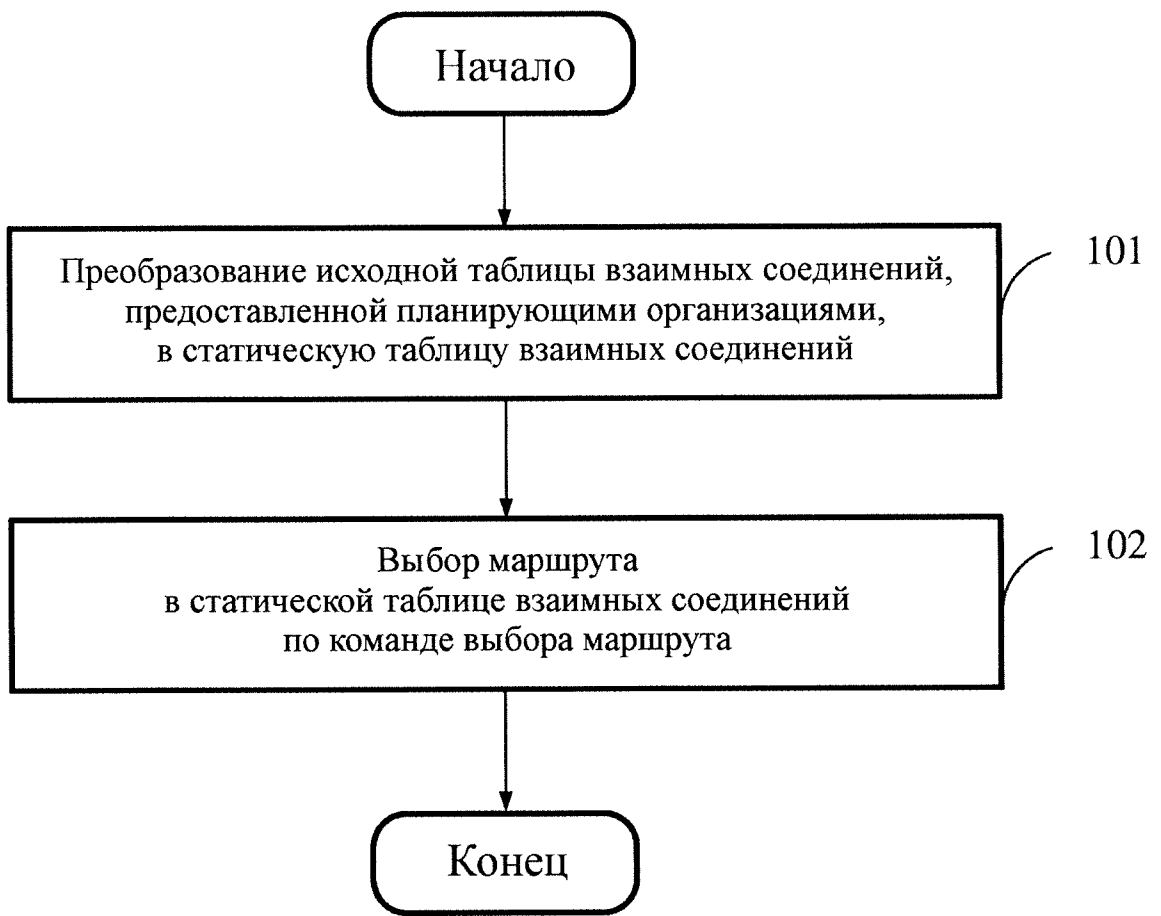 Начало
Преобразование исходной таблицы взаимных соединений,
предоставленной планирующими организациями,
в статическую таблицу взаимных соединений
101
Выбор маршрута
в статической таблице взаимных соединений
по команде выбора маршрута
102
Конец